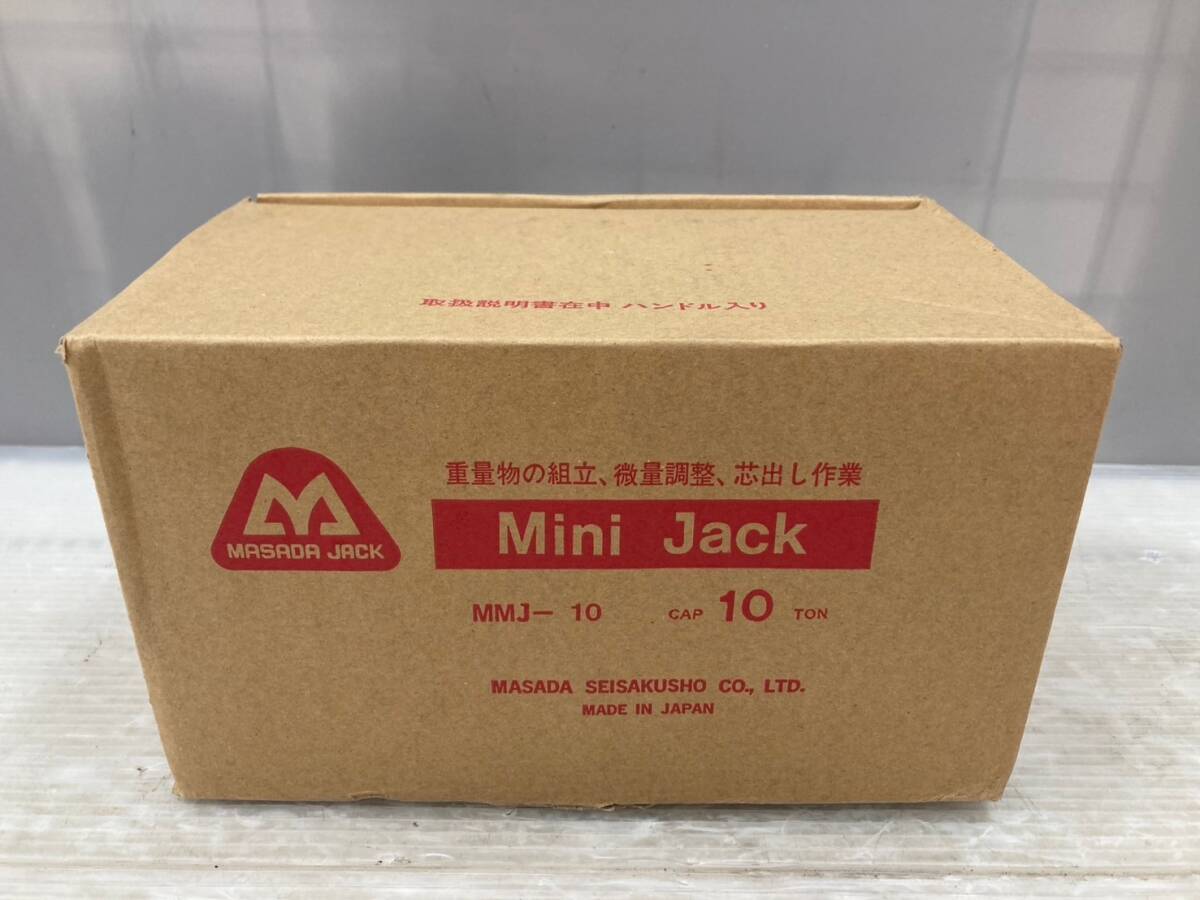 取扱説明書在中 ハンドル入り
重量物の組立、微量調整、芯出し作業
MASADA JACK
Mini Jack
MMJ- 10 CAP 10 TON
MASADA SEISAKUSHO CO., LTD.
MADE IN JAPAN